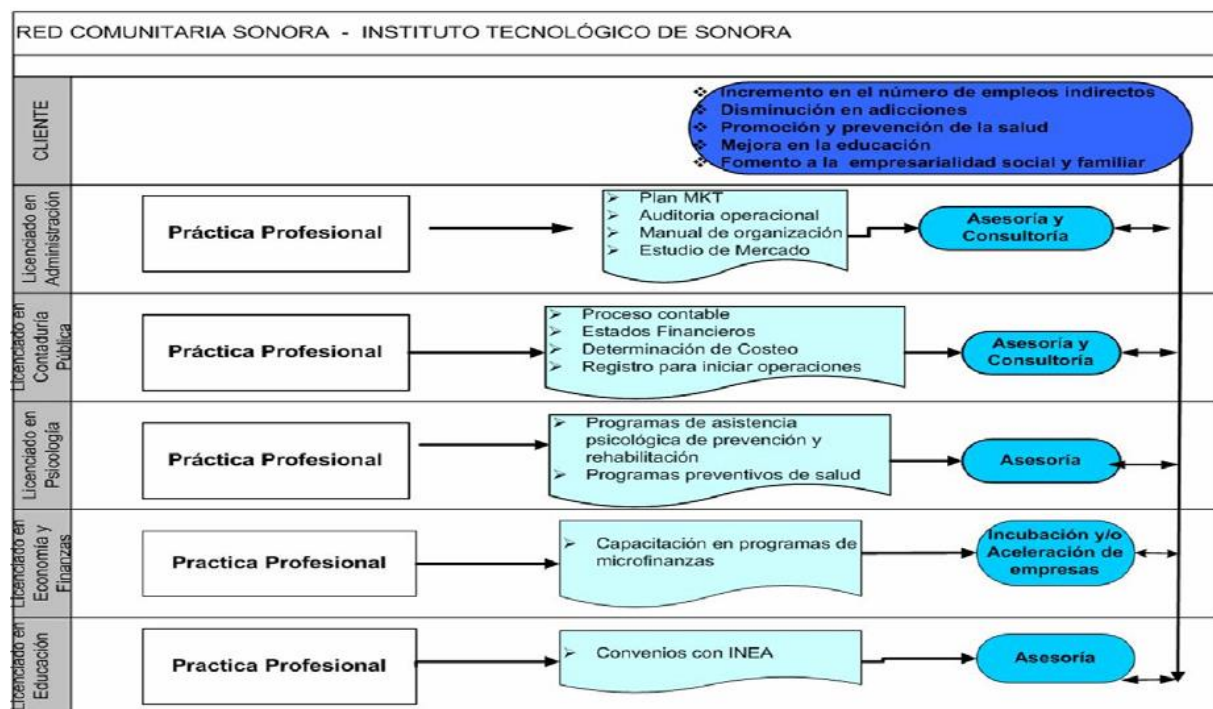 RED COMUNITARIA SONORA - INSTITUTO TECNOLÓGICO DE SONORA
CLIENTE
❖ Incremento en el número de empleos indirectos
❖ Disminución en adicciones
❖ Promoción y prevención de la salud
❖ Mejora en la educación
❖ Fomento a la empresarialidad social y familiar
Licenciado en
Administración
Práctica Profesional
➢ Plan MKT
➢ Auditoria operacional
➢ Manual de organización
➢ Estudio de Mercado
Asesoría y
Consultoría
Licenciado en
Contaduría
Pública
Práctica Profesional
➢ Proceso contable
➢ Estados Financieros
➢ Determinación de Costeo
➢ Registro para iniciar operaciones
Asesoría y
Consultoría
Licenciado en
Psicología
Práctica Profesional
➢ Programas de asistencia
psicológica de prevención y
rehabilitación
➢ Programas preventivos de salud
Asesoría
Licenciado en
Economía y
Finanzas
Practica Profesional
➢ Capacitación en programas de
microfinanzas
Incubación y/o
Aceleración de
empresas
Licenciado en
Educación
Practica Profesional
➢ Convenios con INEA
Asesoría